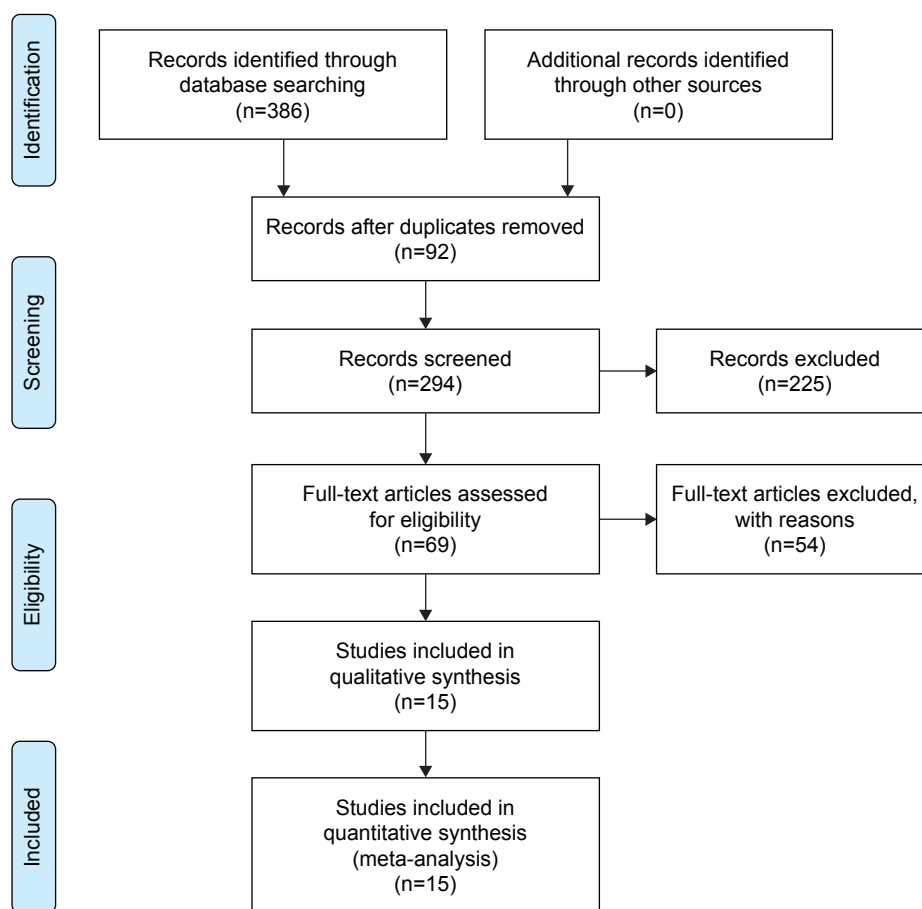 Identification
Records identified through
database searching
(n=386)
Additional records identified
through other sources
(n=0)
Records after duplicates removed
(n=92)
Screening
Records screened
(n=294)
Records excluded
(n=225)
Eligibility
Full-text articles assessed
for eligibility
(n=69)
Full-text articles excluded,
with reasons
(n=54)
Studies included in
qualitative synthesis
(n=15)
Included
Studies included in
quantitative synthesis
(meta-analysis)
(n=15)